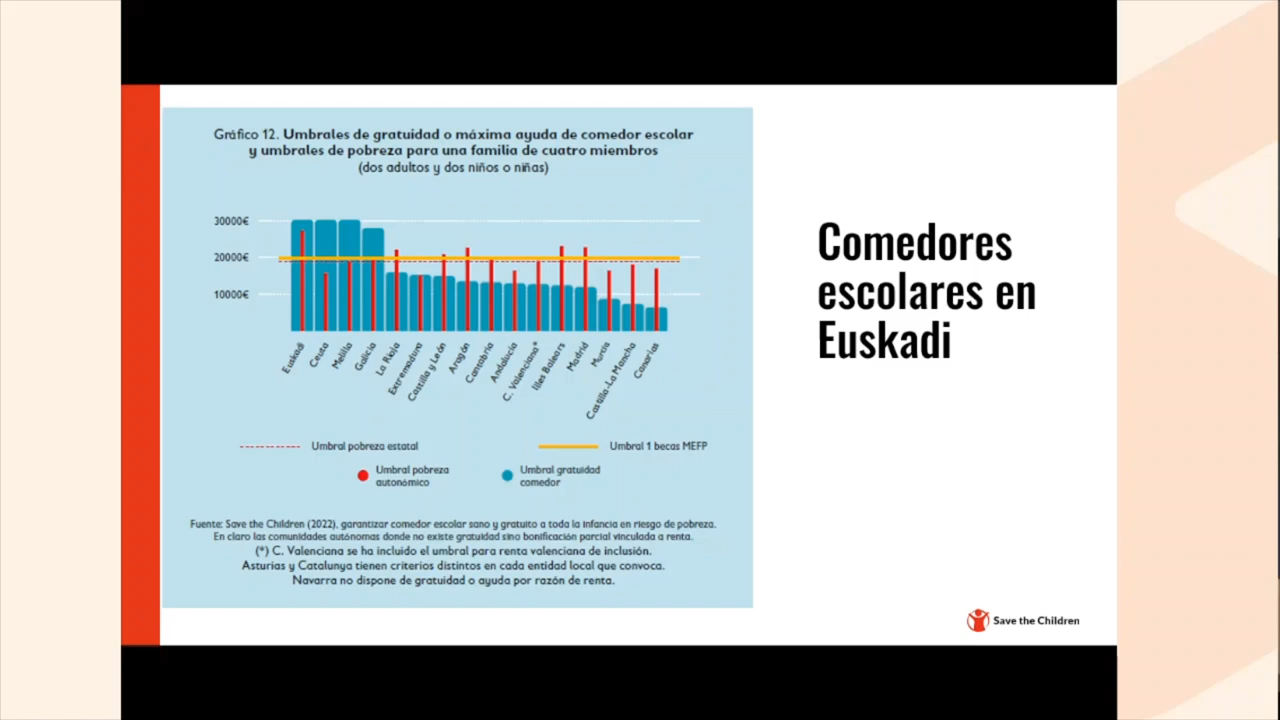 Gráfico 12. Umbrales de gratuidad o máxima ayuda de comedor escolar
y umbrales de pobreza para una familia de cuatro miembros
(dos adultos y dos niños o niñas)
30000€
20000€
10000€
Euskadi
Ceuta
Melilla
Galicia
La Rioja
Extremadura
Castilla y León
Aragón
Cantabria
Andalucía
C. Valenciana*
Illes Balears
Madrid
Murcia
Castilla-La Mancha
Canarias
Umbral pobreza estatal
Umbral 1 becas MEFP
Umbral pobreza
autonómico
Umbral gratuidad
comedor
Fuente: Save the Children (2022), garantizar comedor escolar sano y gratuito a toda la infancia en riesgo de pobreza.
En claro las comunidades autónomas donde no existe gratuidad sino bonificación parcial vinculada a renta.
(*) C. Valenciana se ha incluido el umbral para renta valenciana de inclusión.
Asturias y Catalunya tienen criterios distintos en cada entidad local que convoca.
Navarra no dispone de gratuidad o ayuda por razón de renta.
Comedores
escolares en
Euskadi
Save the Children